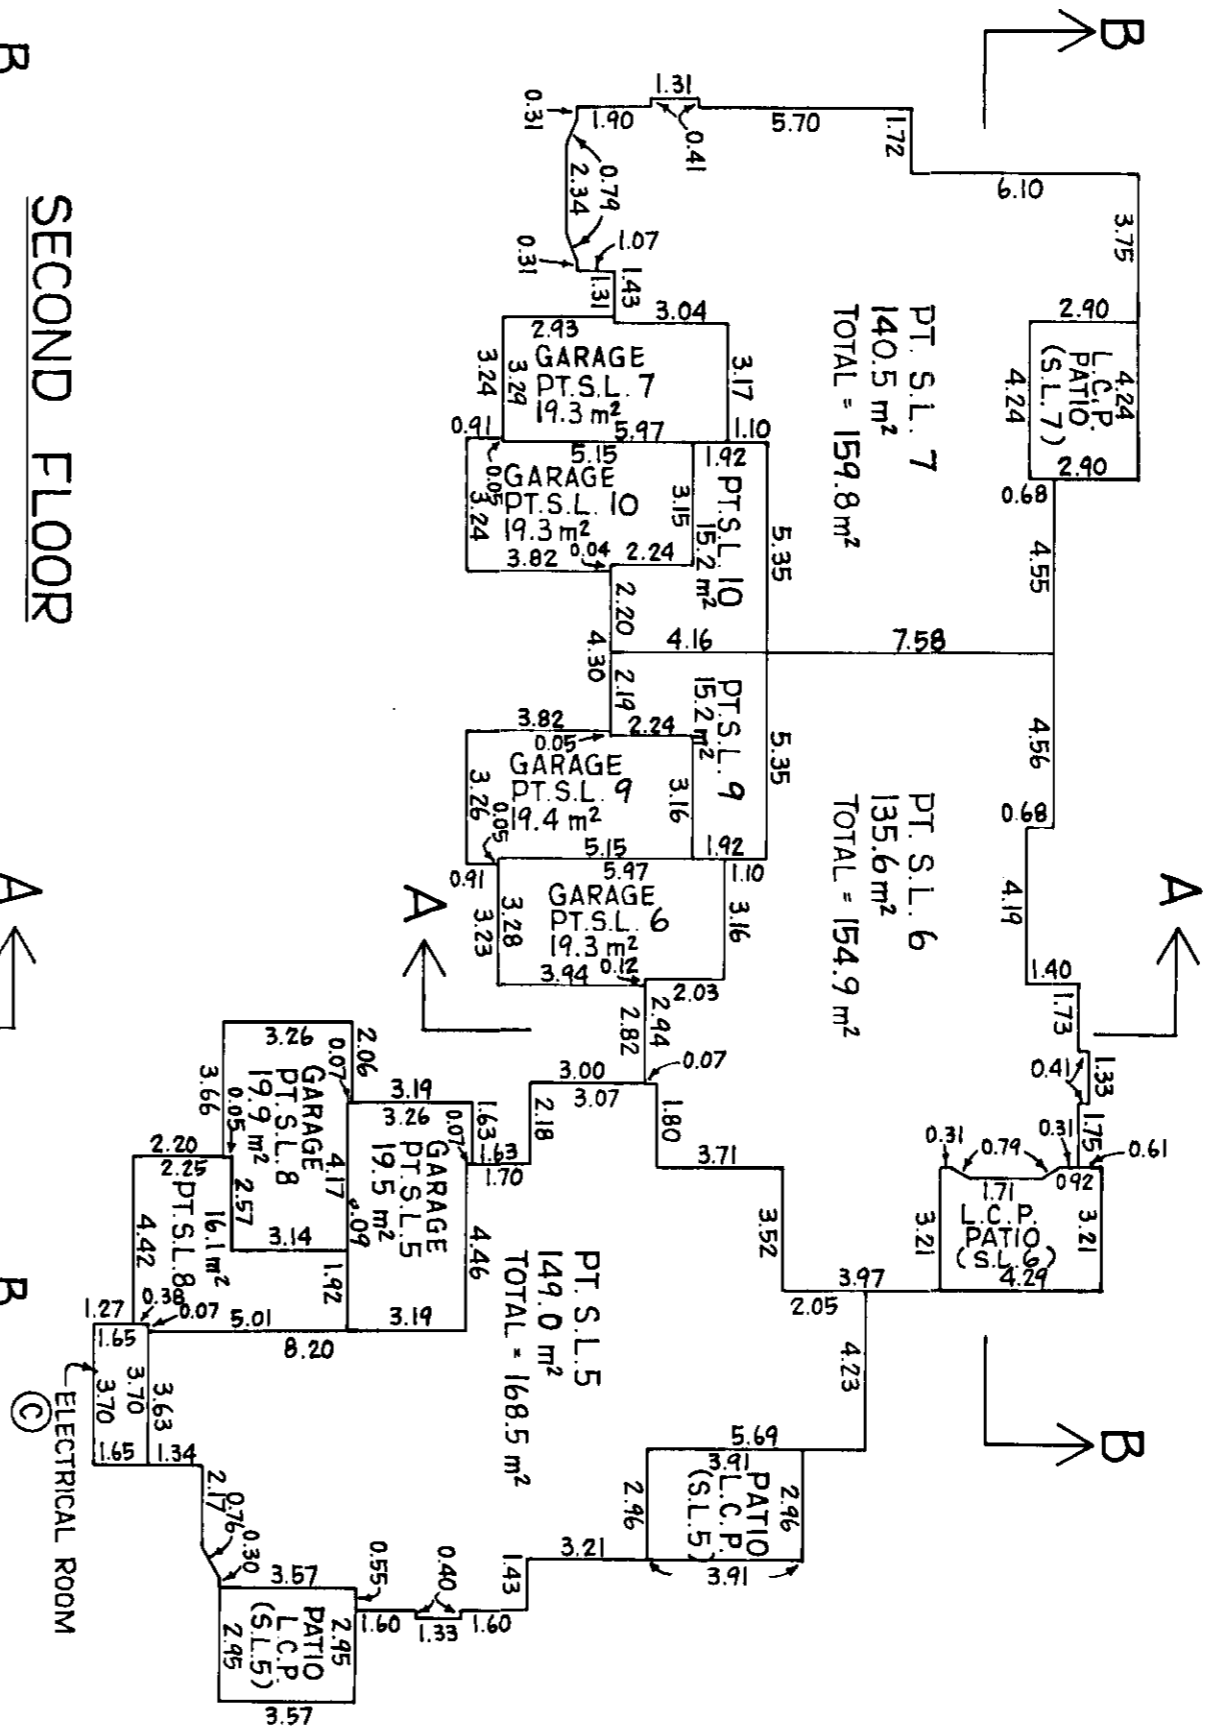 B
B
SECOND FLOOR
A
A
A
B
B
1.31
0.31
1.90
0.41
5.70
1.72
6.10
3.75
0.79
2.34
0.31
1.07
1.31
1.43
3.04
2.90
4.24
L.C.P.
PATIO
(S.L.7)
4.24
2.90
PT. S.L. 7
140.5 m²
TOTAL = 159.8 m²
2.93
3.24
3.29
GARAGE
PT.S.L. 7
19.3 m²
3.17
5.97
1.10
0.91
0.05
5.15
1.92
GARAGE
PT.S.L. 10
19.3 m²
3.24
3.15
3.82
0.04
2.24
PT.S.L. 10
15.2 m²
5.35
0.68
4.55
2.20
4.30
4.16
7.58
2.19
PT.S.L. 9
15.2 m²
5.35
4.56
0.68
3.82
0.05
2.24
GARAGE
PT.S.L. 9
19.4 m²
3.26
3.16
0.05
5.15
1.92
0.91
5.97
1.10
GARAGE
PT.S.L. 6
19.3 m²
3.28
3.23
3.16
3.94
0.12
2.03
PT. S.L. 6
135.6 m²
TOTAL = 154.9 m²
4.19
1.40
1.73
0.41
1.33
1.75
0.31
0.79
0.31
0.61
1.71
0.92
L.C.P.
PATIO
(S.L.6)
3.21
3.21
4.29
2.94
2.82
0.07
3.00
3.07
2.18
1.80
3.71
3.52
3.97
2.05
4.23
3.26
2.06
0.07
3.19
3.26
1.63
0.07
1.63
1.70
3.66
0.05
GARAGE
PT.S.L. 8
19.9 m²
4.17
0.09
GARAGE
PT.S.L.5
19.5 m²
4.46
2.20
2.25
2.57
3.14
1.92
PT.S.L.8
16.1 m²
4.42
0.38
0.07
5.01
3.19
8.20
1.27
1.65
3.70
3.70
3.63
1.65
1.34
ELECTRICAL ROOM
C
PT. S.L.5
149.0 m²
TOTAL = 168.5 m²
5.69
3.91
PATIO
L.C.P.
(S.L.5)
2.96
2.96
3.91
3.21
1.43
2.17
0.76
0.30
3.57
0.55
1.60
0.40
1.33
1.60
PATIO
L.C.P.
(S.L.5)
2.95
2.95
3.57